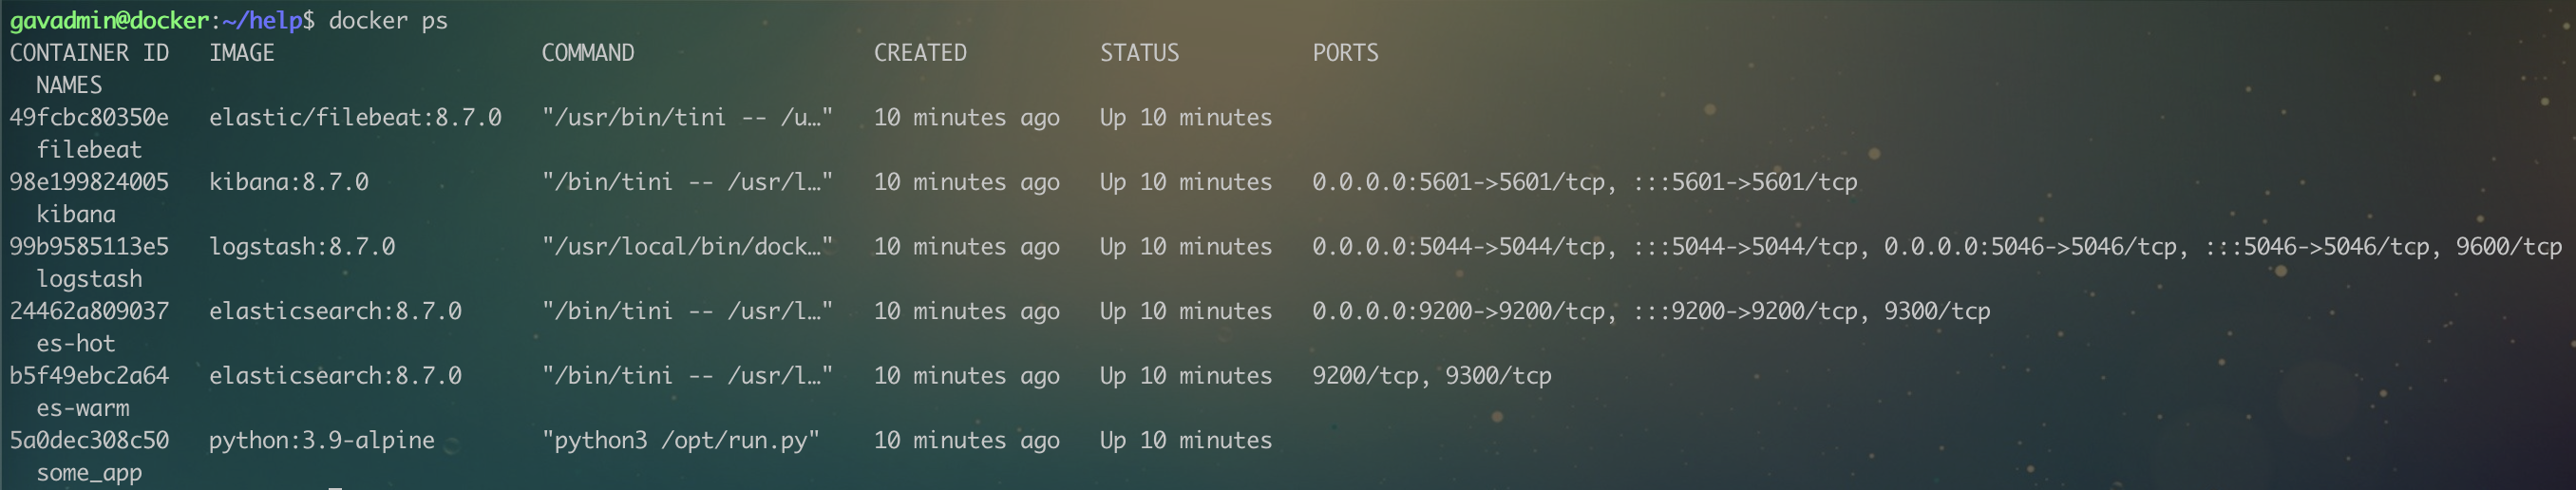 gavadmin@docker:~/help$ docker ps
CONTAINER ID   IMAGE                    COMMAND                  CREATED          STATUS          PORTS
  NAMES
49fcbc80350e   elastic/filebeat:8.7.0   "/usr/bin/tini -- /u…"   10 minutes ago   Up 10 minutes
  filebeat
98e199824005   kibana:8.7.0             "/bin/tini -- /usr/l…"   10 minutes ago   Up 10 minutes   0.0.0.0:5601->5601/tcp, :::5601->5601/tcp
  kibana
99b9585113e5   logstash:8.7.0           "/usr/local/bin/dock…"   10 minutes ago   Up 10 minutes   0.0.0.0:5044->5044/tcp, :::5044->5044/tcp, 0.0.0.0:5046->5046/tcp, :::5046->5046/tcp, 9600/tcp
  logstash
24462a809037   elasticsearch:8.7.0      "/bin/tini -- /usr/l…"   10 minutes ago   Up 10 minutes   0.0.0.0:9200->9200/tcp, :::9200->9200/tcp, 9300/tcp
  es-hot
b5f49ebc2a64   elasticsearch:8.7.0      "/bin/tini -- /usr/l…"   10 minutes ago   Up 10 minutes   9200/tcp, 9300/tcp
  es-warm
5a0dec308c50   python:3.9-alpine        "python3 /opt/run.py"    10 minutes ago   Up 10 minutes
  some_app